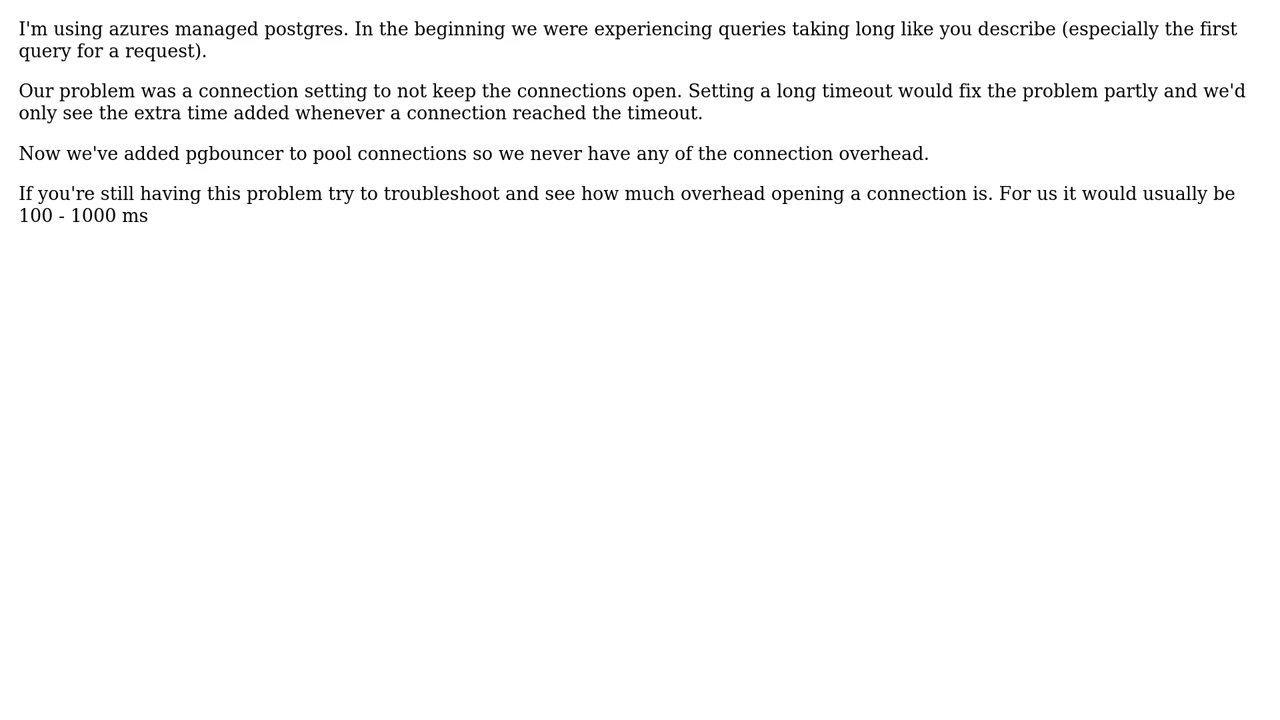 I'm using azures managed postgres. In the beginning we were experiencing queries taking long like you describe (especially the first
query for a request).
Our problem was a connection setting to not keep the connections open. Setting a long timeout would fix the problem partly and we'd
only see the extra time added whenever a connection reached the timeout.
Now we've added pgbouncer to pool connections so we never have any of the connection overhead.
If you're still having this problem try to troubleshoot and see how much overhead opening a connection is. For us it would usually be
100 - 1000 ms